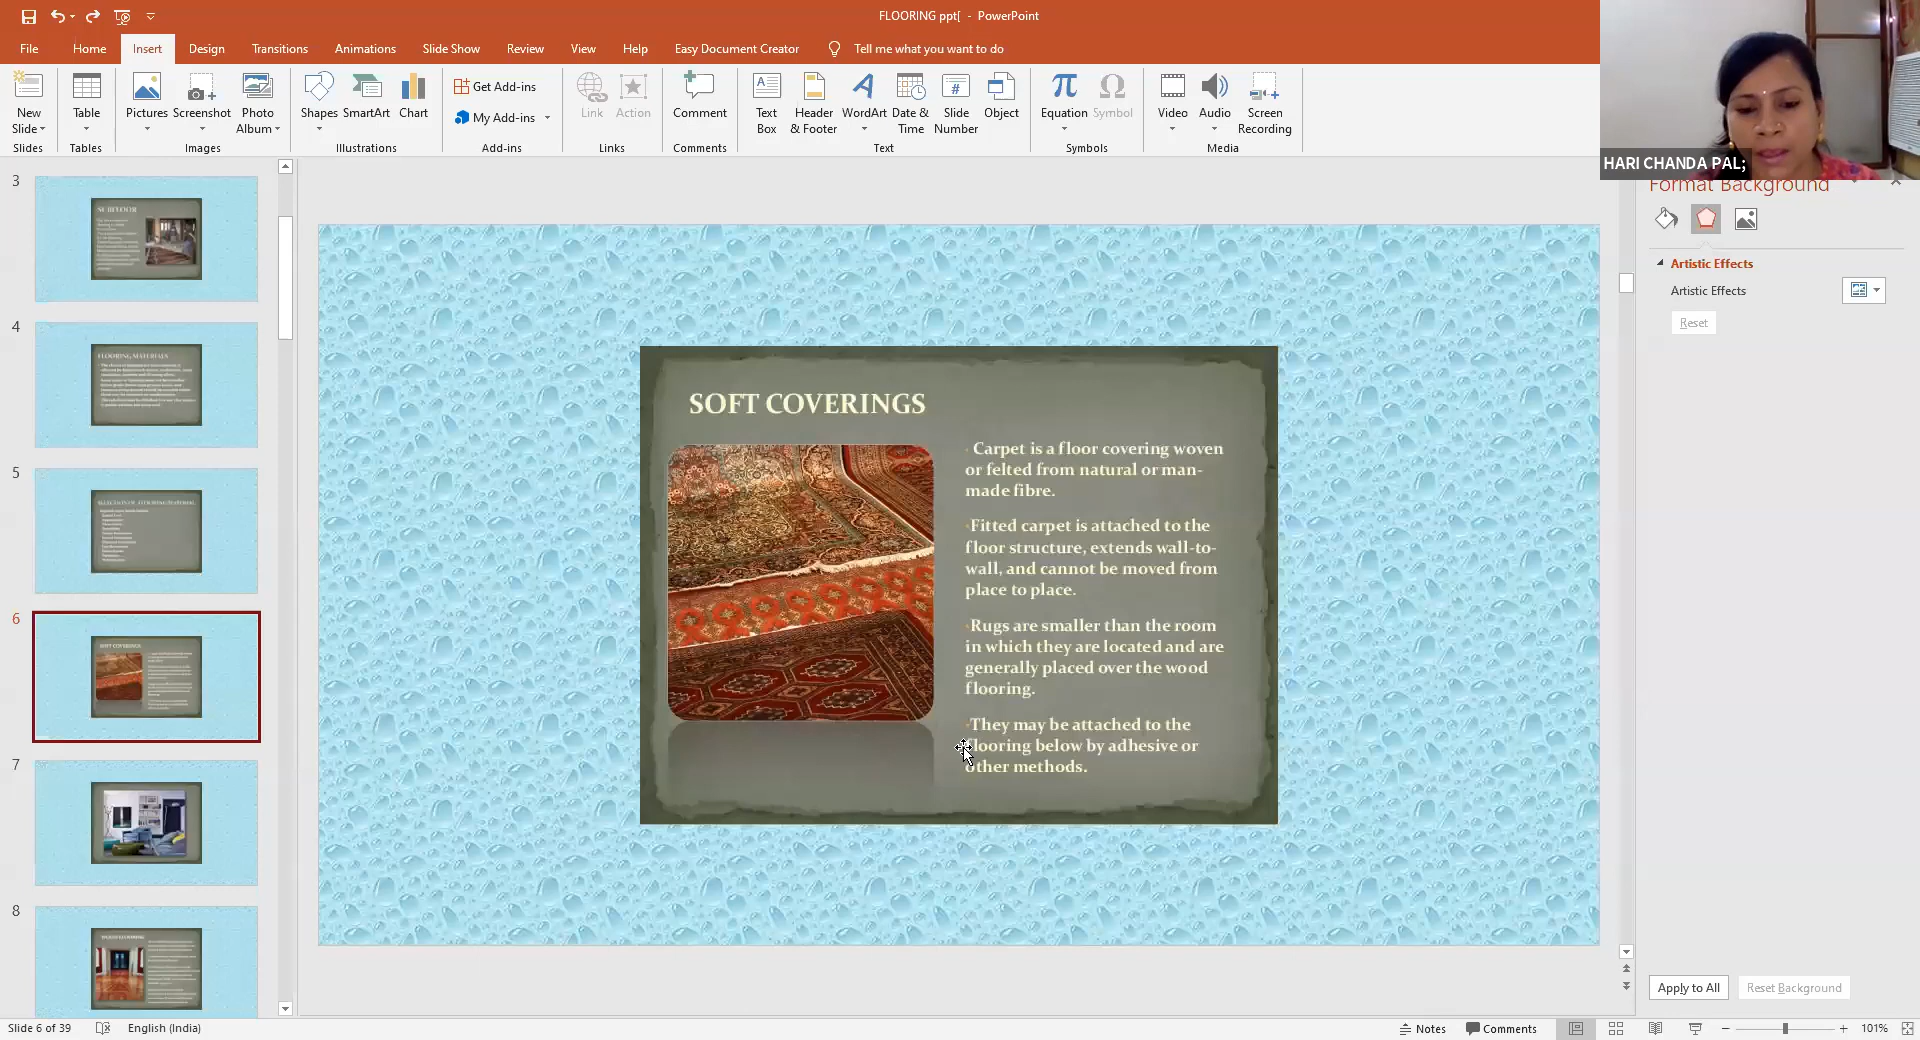 FLOORING ppt[ - PowerPoint
File Home Insert Design Transitions Animations Slide Show Review View Help Easy Document Creator Tell me what you want to do
New Slide
Table
Pictures
Screenshot
Photo Album
Shapes
SmartArt
Chart
Get Add-ins
My Add-ins
Link
Action
Comment
Text Box
Header & Footer
WordArt
Date & Time
Slide Number
Object
Equation
Symbol
Video
Audio
Screen Recording
Slides Tables Images Illustrations Add-ins Links Comments Text Symbols Media
HARI CHANDA PAL;
Format Background
Artistic Effects
Artistic Effects
Reset
3
4
FLOORING MATERIALS
5
6
SOFT COVERINGS
7
8
SOFT COVERINGS
· Carpet is a floor covering woven
or felted from natural or man-
made fibre.
·Fitted carpet is attached to the
floor structure, extends wall-to-
wall, and cannot be moved from
place to place.
·Rugs are smaller than the room
in which they are located and are
generally placed over the wood
flooring.
·They may be attached to the
flooring below by adhesive or
other methods.
Apply to All Reset Background
Slide 6 of 39 English (India) Notes Comments 101%